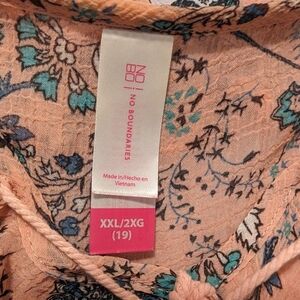 NO
BO
NO BOUNDARIES
Made in/Hecho en
Vietnam
XXL/2XG
(19)